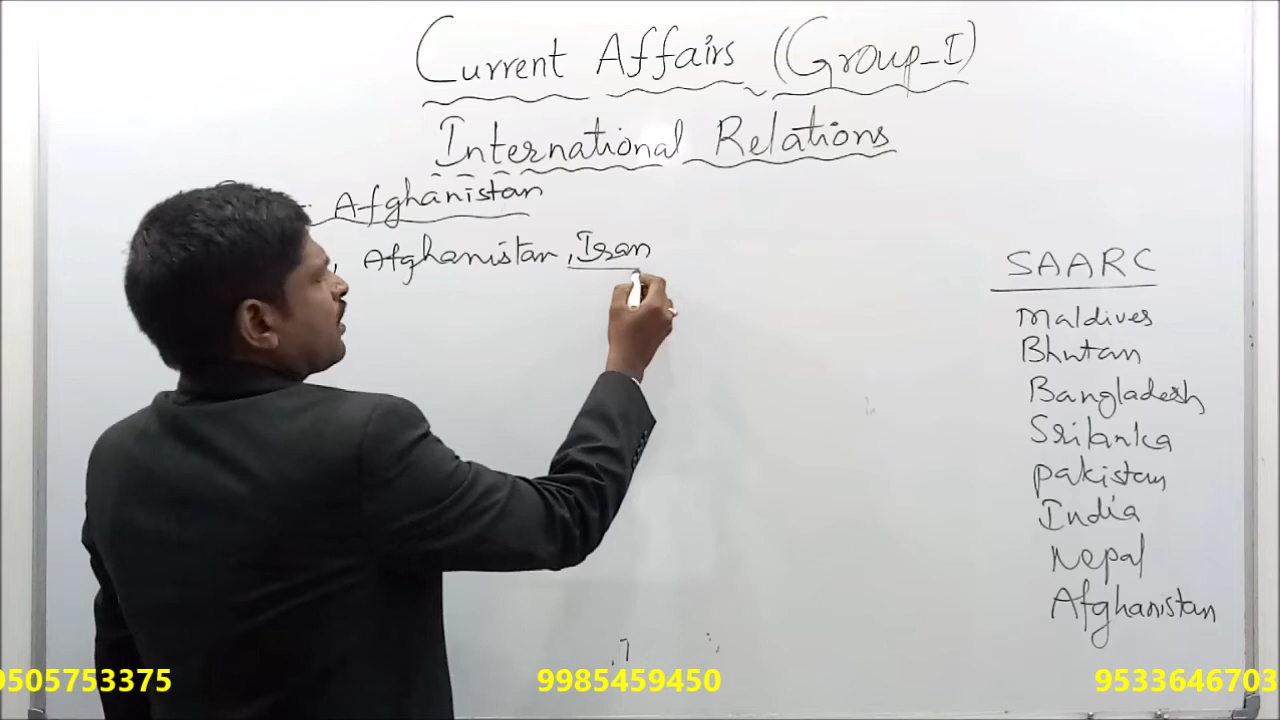 Current Affairs (Group-I)
International Relations
Afghanistan
, Afghanistan, Iran
SAARC
Maldives
Bhutan
Bangladesh
Srilanka
Pakistan
India
Nepal
Afghanistan
9505753375 9985459450 9533646703